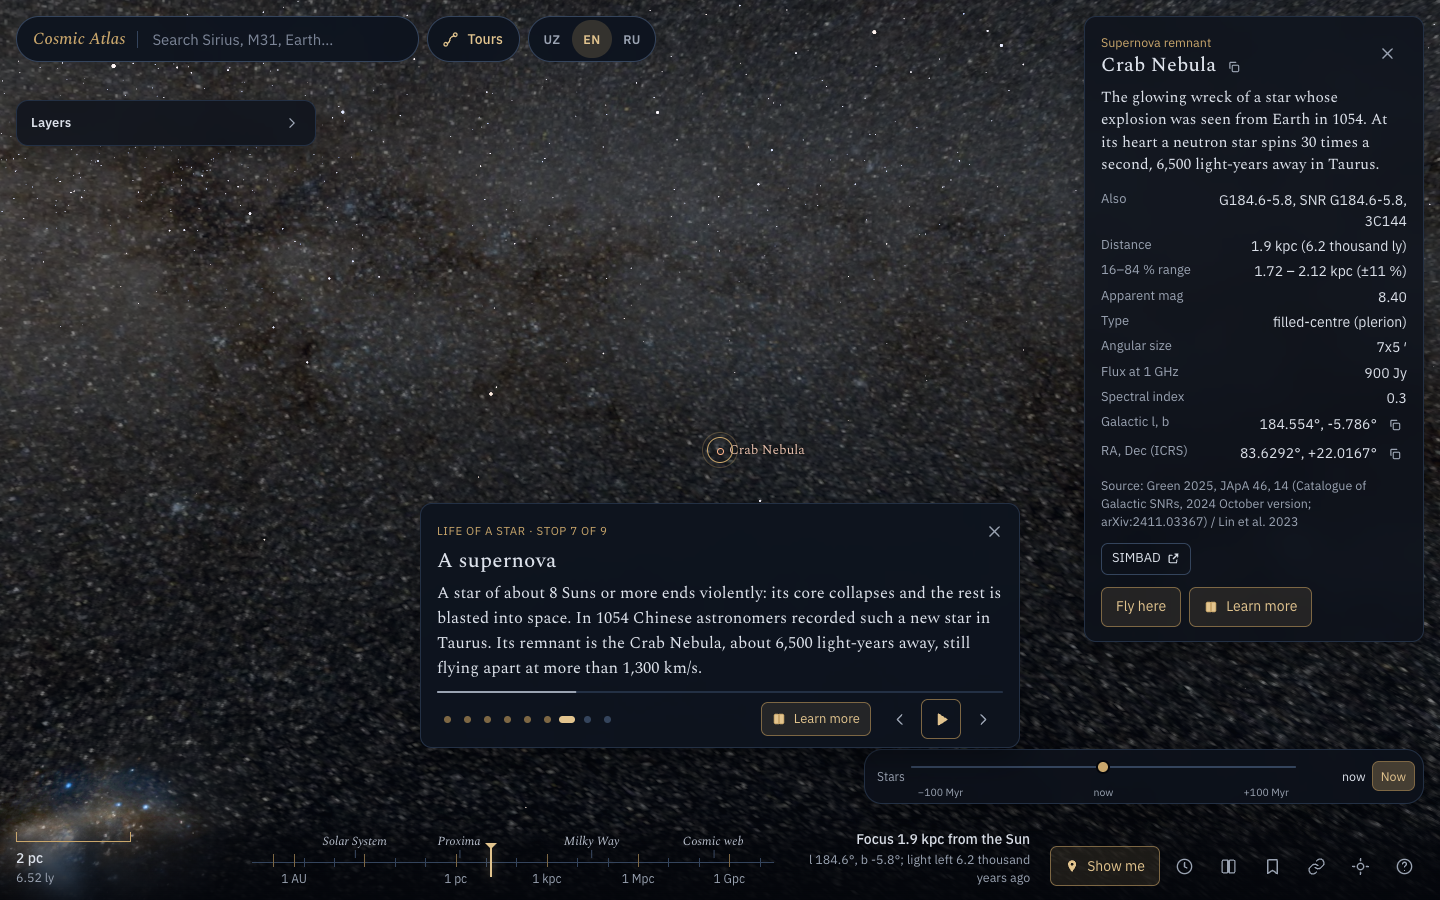 Cosmic Atlas
Search Sirius, M31, Earth...
Tours
UZ EN RU
Layers
Supernova remnant
Crab Nebula
The glowing wreck of a star whose
explosion was seen from Earth in 1054. At
its heart a neutron star spins 30 times a
second, 6,500 light-years away in Taurus.
Also G184.6-5.8, SNR G184.6-5.8,
3C144
Distance 1.9 kpc (6.2 thousand ly)
16–84 % range 1.72 – 2.12 kpc (±11 %)
Apparent mag 8.40
Type filled-centre (plerion)
Angular size 7x5 ′
Flux at 1 GHz 900 Jy
Spectral index 0.3
Galactic l, b 184.554°, -5.786°
RA, Dec (ICRS) 83.6292°, +22.0167°
Source: Green 2025, JApA 46, 14 (Catalogue of
Galactic SNRs, 2024 October version;
arXiv:2411.03367) / Lin et al. 2023
SIMBAD
Fly here Learn more
Crab Nebula
LIFE OF A STAR · STOP 7 OF 9
A supernova
A star of about 8 Suns or more ends violently: its core collapses and the rest is
blasted into space. In 1054 Chinese astronomers recorded such a new star in
Taurus. Its remnant is the Crab Nebula, about 6,500 light-years away, still
flying apart at more than 1,300 km/s.
Learn more
Stars now Now
−100 Myr now +100 Myr
2 pc
6.52 ly
Solar System Proxima Milky Way Cosmic web
1 AU 1 pc 1 kpc 1 Mpc 1 Gpc
Focus 1.9 kpc from the Sun
l 184.6°, b -5.8°; light left 6.2 thousand
years ago
Show me